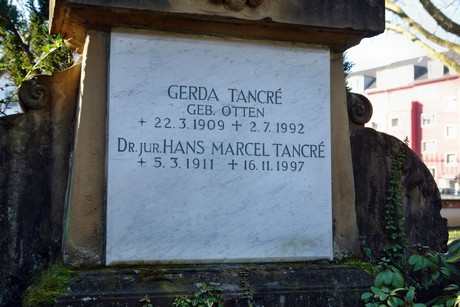 GERDA TANCRÉ
GEB. OTTEN
+ 22.3.1909 + 2.7.1992
DR.JUR.HANS MARCEL TANCRÉ
+ 5.3.1911 + 16.11.1997